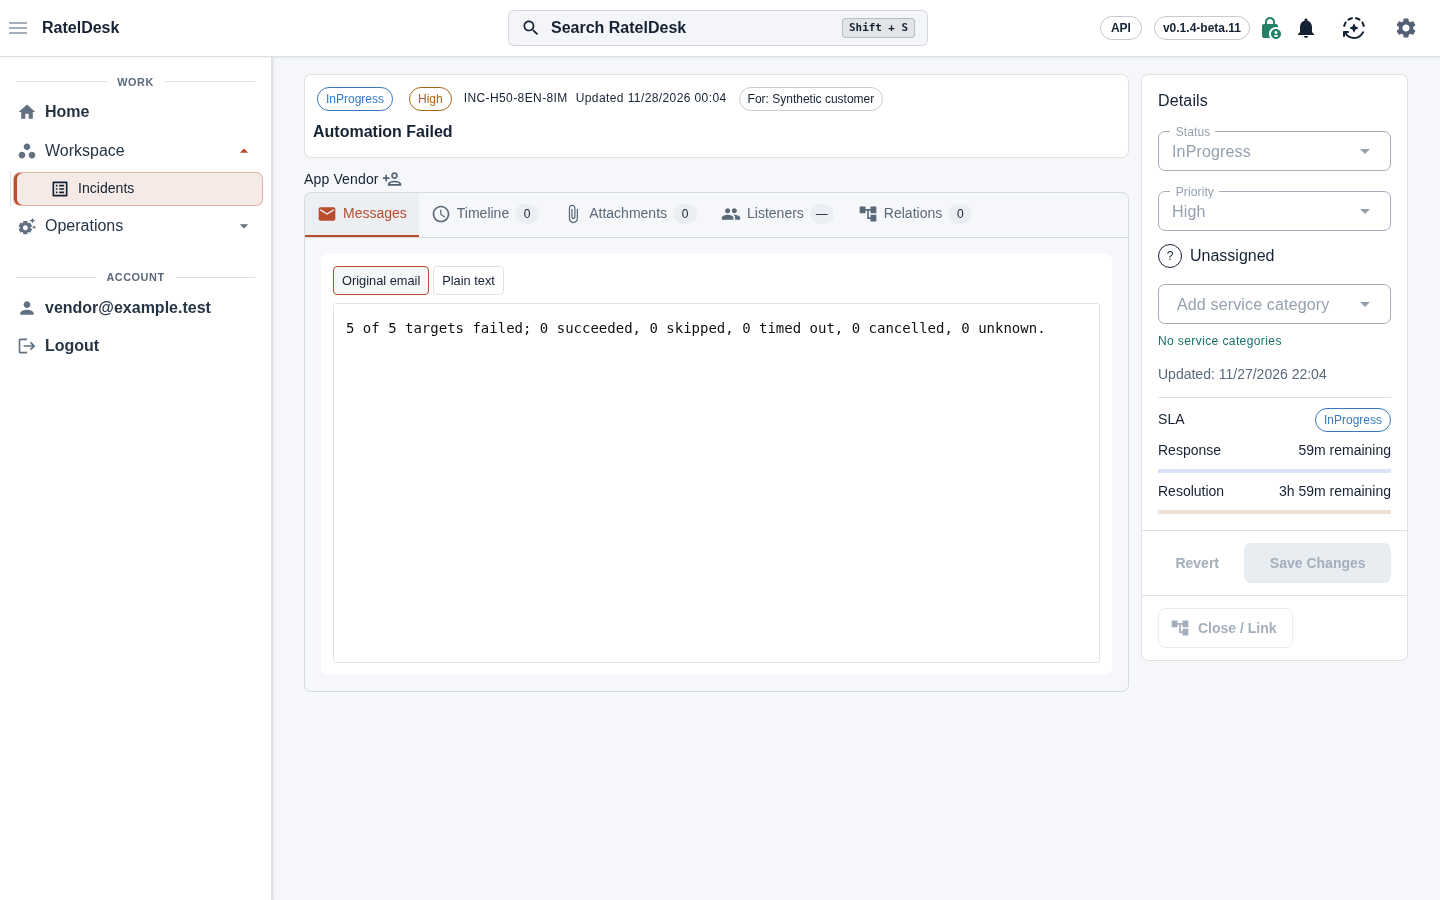 RatelDesk
Search RatelDesk
Shift + S
API
v0.1.4-beta.11
WORK
Home
Workspace
Incidents
Operations
ACCOUNT
vendor@example.test
Logout
InProgress
High
INC-H50-8EN-8IM Updated 11/28/2026 00:04
For: Synthetic customer
Automation Failed
App Vendor
Messages
Timeline 0
Attachments 0
Listeners —
Relations 0
Original email
Plain text
5 of 5 targets failed; 0 succeeded, 0 skipped, 0 timed out, 0 cancelled, 0 unknown.
Details
Status
InProgress
Priority
High
? Unassigned
Add service category
No service categories
Updated: 11/27/2026 22:04
SLA InProgress
Response 59m remaining
Resolution 3h 59m remaining
Revert
Save Changes
Close / Link